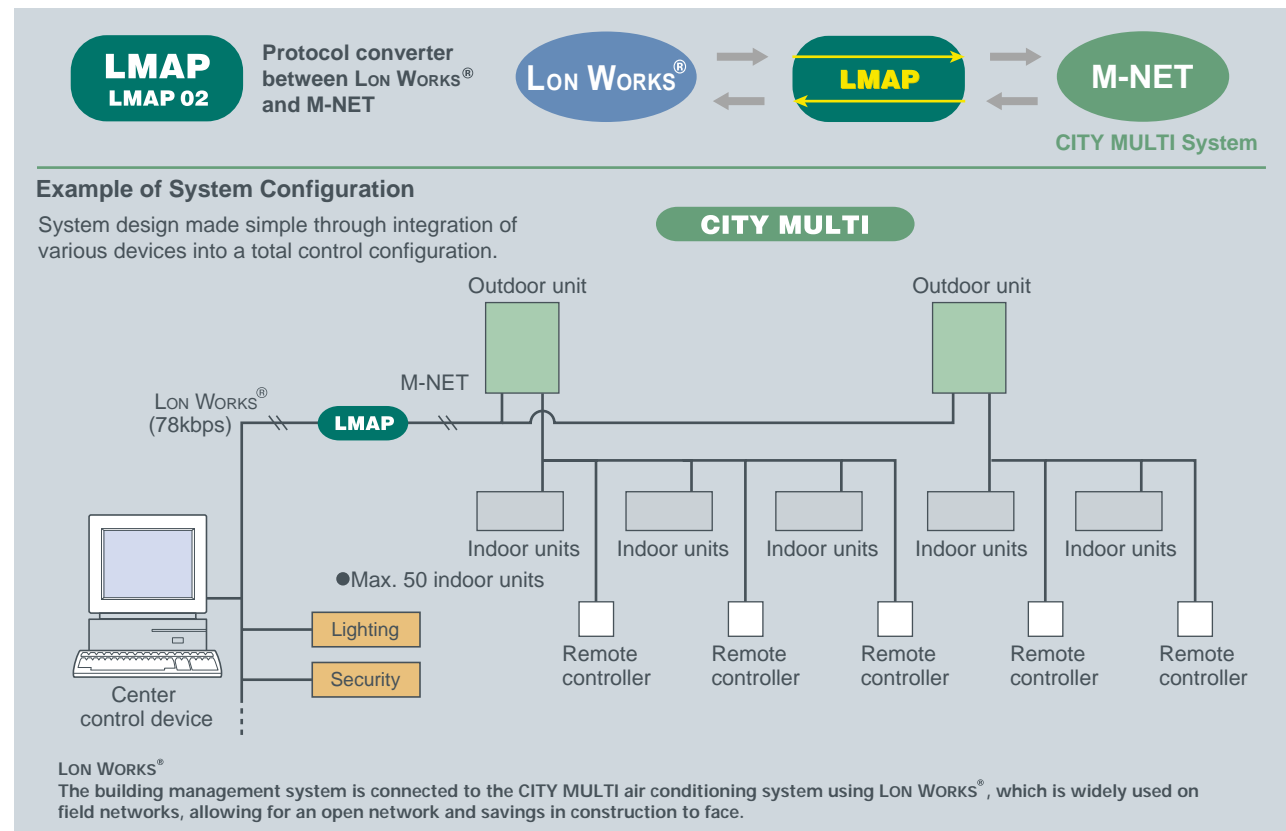 LMAP
LMAP 02
Protocol converter
between LON WORKS®
and M-NET
LON WORKS®
LMAP
M-NET
CITY MULTI System
Example of System Configuration
System design made simple through integration of
various devices into a total control configuration.
CITY MULTI
Outdoor unit
Outdoor unit
M-NET
LON WORKS®
(78kbps)
LMAP
Indoor units
Indoor units
Indoor units
Indoor units
Indoor units
●Max. 50 indoor units
Lighting
Security
Center
control device
Remote
controller
Remote
controller
Remote
controller
Remote
controller
Remote
controller
LON WORKS®
The building management system is connected to the CITY MULTI air conditioning system using LON WORKS®, which is widely used on
field networks, allowing for an open network and savings in construction to face.